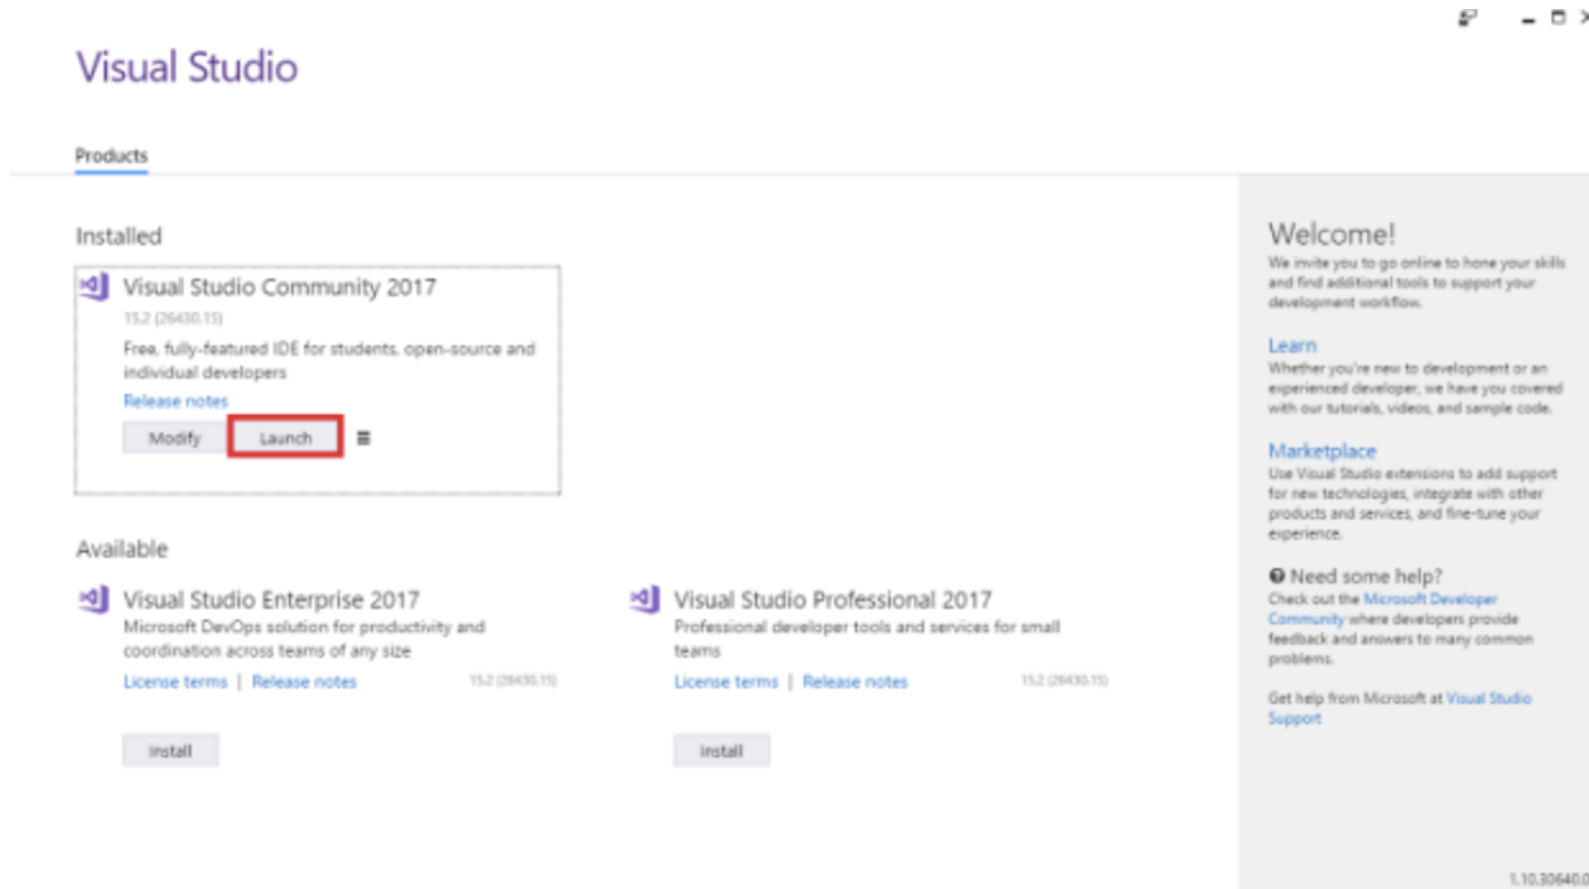 Visual Studio
Products
Installed
Visual Studio Community 2017
15.2 (26430.15)
Free, fully-featured IDE for students, open-source and
individual developers
Release notes
Modify
Launch
Available
Visual Studio Enterprise 2017
Microsoft DevOps solution for productivity and
coordination across teams of any size
License terms | Release notes
15.2 (26430.15)
Install
Visual Studio Professional 2017
Professional developer tools and services for small
teams
License terms | Release notes
15.2 (26430.15)
Install
Welcome!
We invite you to go online to hone your skills
and find additional tools to support your
development workflow.
Learn
Whether you're new to development or an
experienced developer, we have you covered
with our tutorials, videos, and sample code.
Marketplace
Use Visual Studio extensions to add support
for new technologies, integrate with other
products and services, and fine-tune your
experience.
Need some help?
Check out the Microsoft Developer
Community where developers provide
feedback and answers to many common
problems.
Get help from Microsoft at Visual Studio
Support
1.10.30640.0